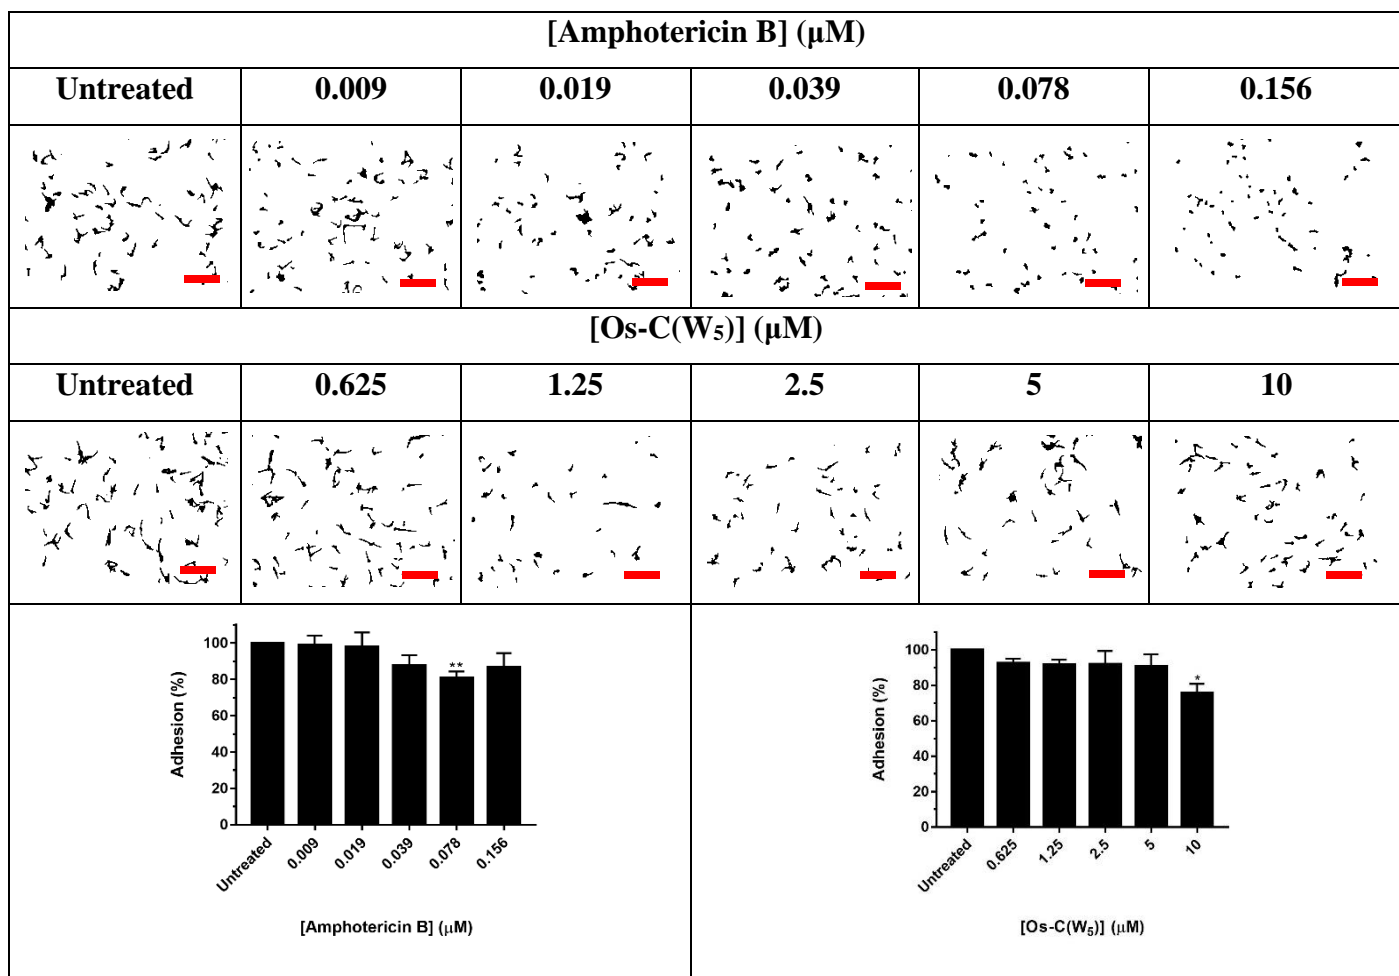 [Amphotericin B] (μM)
Untreated 0.009 0.019 0.039 0.078 0.156
[Os-C(W₅)] (μM)
Untreated 0.625 1.25 2.5 5 10
Adhesion (%)
100
80
60
40
20
0
**
Untreated 0.009 0.019 0.039 0.078 0.156
[Amphotericin B] (μM)
Adhesion (%)
100
80
60
40
20
0
*
Untreated 0.625 1.25 2.5 5 10
[Os-C(W₅)] (μM)